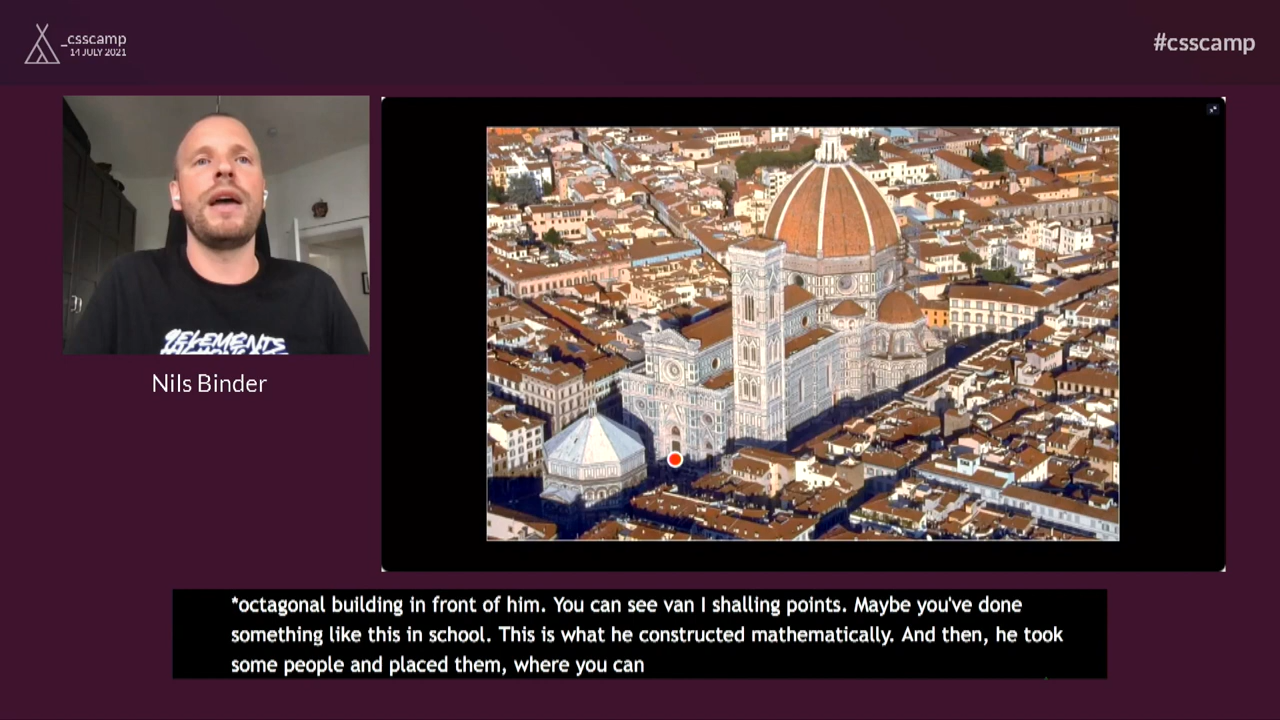 _csscamp
14 JULY 2021
#csscamp
9ELEMENTS
Nils Binder
*octagonal building in front of him. You can see van I shalling points. Maybe you've done
something like this in school. This is what he constructed mathematically. And then, he took
some people and placed them, where you can